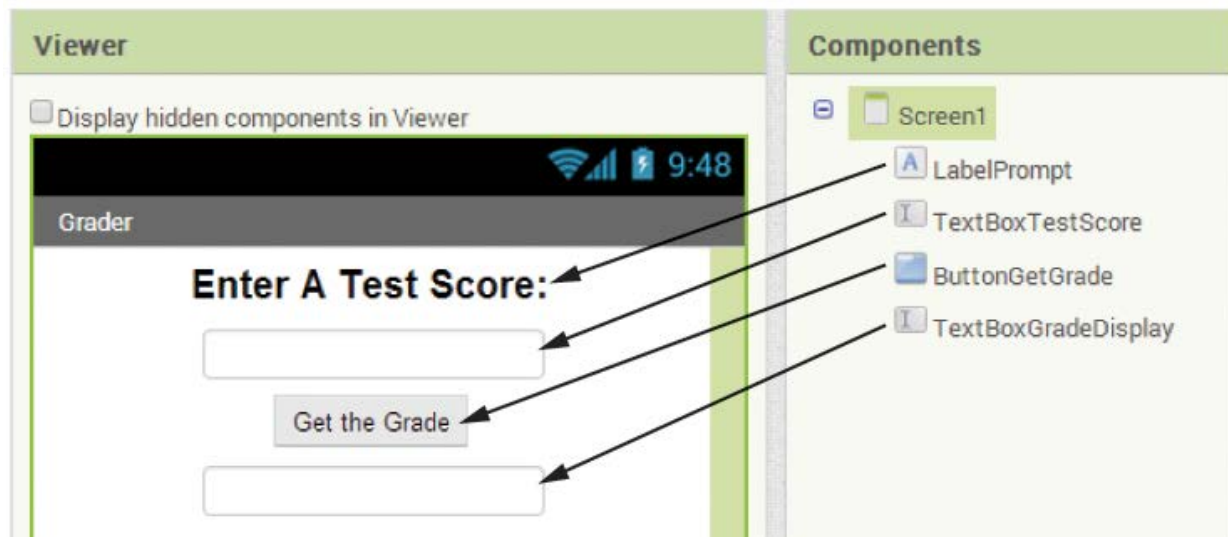 Viewer
Display hidden components in Viewer
9:48
Grader
Enter A Test Score:
Get the Grade
Components
Screen1
A LabelPrompt
TextBoxTestScore
ButtonGetGrade
TextBoxGradeDisplay